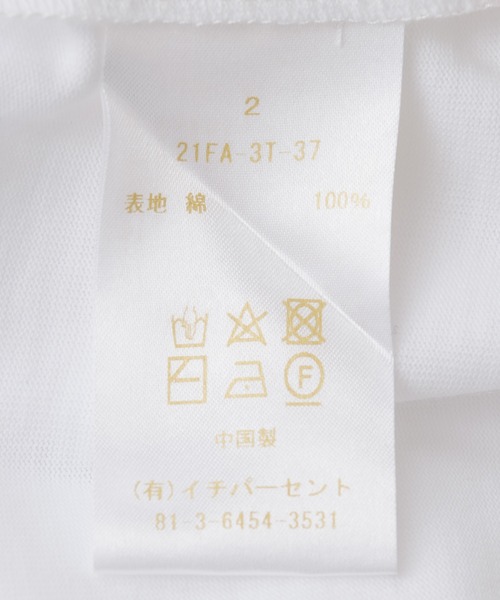 2
21FA-3T-37
表地 綿 100%
F
中国製
(有)イチパーセント
81-3-6454-3531